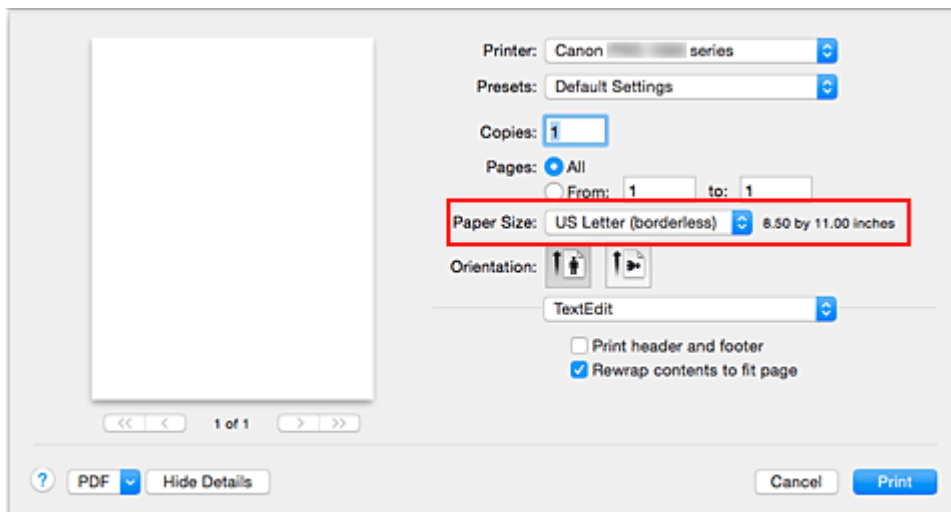 Printer: Canon series
Presets: Default Settings
Copies: 1
Pages: All
From: 1 to: 1
Paper Size: US Letter (borderless) 8.50 by 11.00 inches
Orientation:
TextEdit
Print header and footer
Rewrap contents to fit page
<< < 1 of 1 > >>
? PDF Hide Details Cancel Print